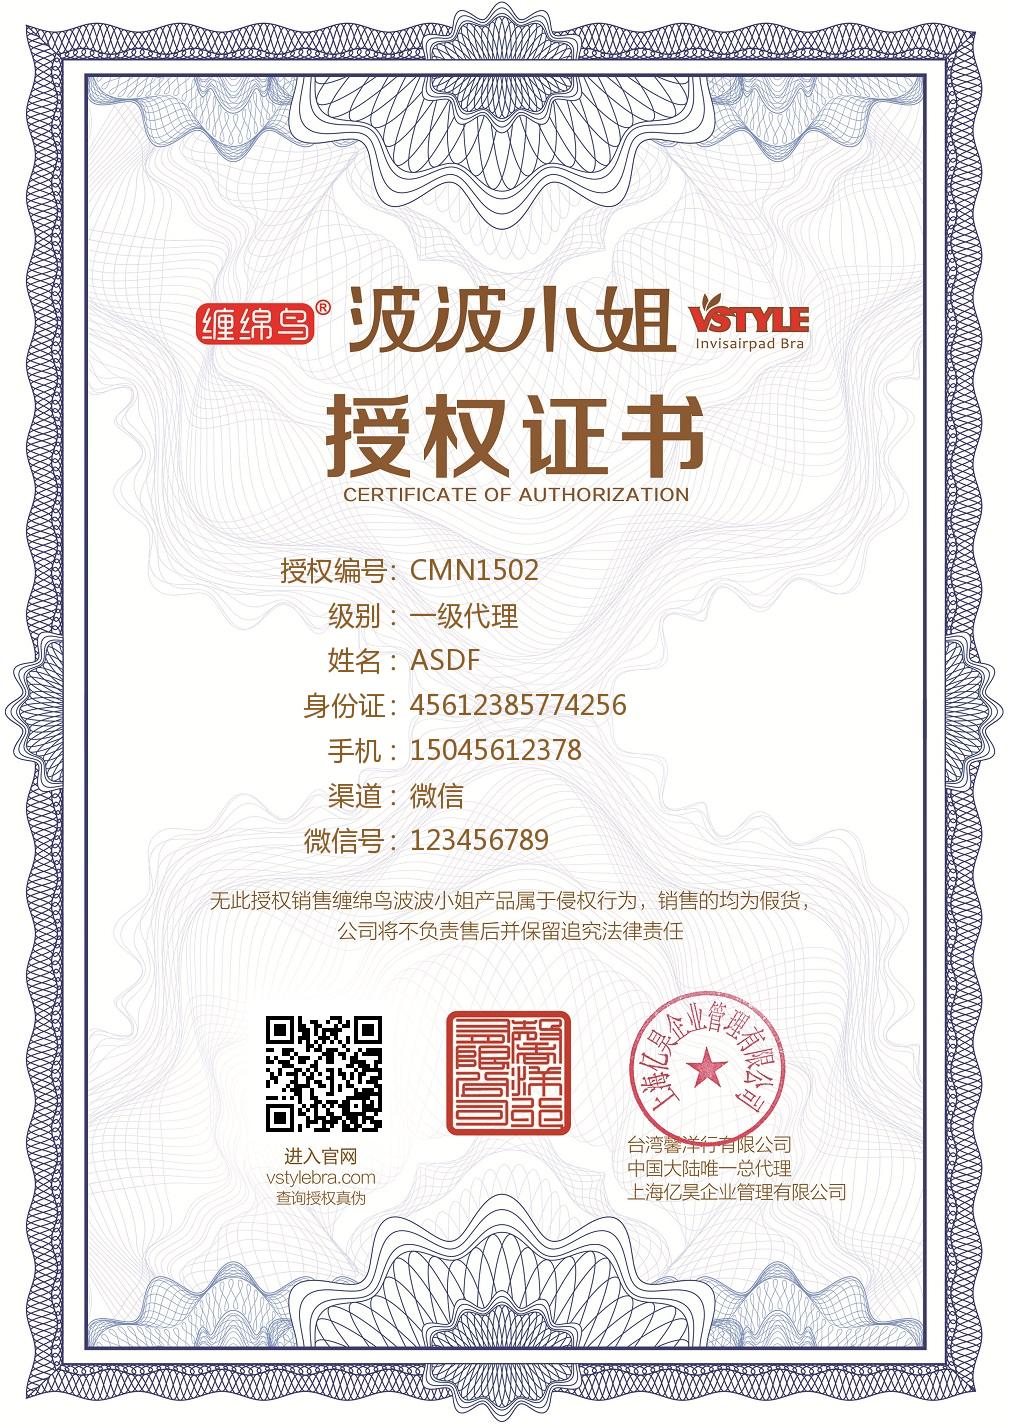 缠绵鸟® 波波小姐 VSTYLE
Invisairpad Bra
授权证书
CERTIFICATE OF AUTHORIZATION
授权编号：CMN1502
级别：一级代理
姓名：ASDF
身份证：45612385774256
手机：15045612378
渠道：微信
微信号：123456789
无此授权销售缠绵鸟波波小姐产品属于侵权行为，销售的均为假货，
公司将不负责售后并保留追究法律责任
进入官网
vstylebra.com
查询授权真伪
馨洋行
有限公司
上海亿昊企业管理有限公司
台湾馨洋行有限公司
中国大陆唯一总代理
上海亿昊企业管理有限公司